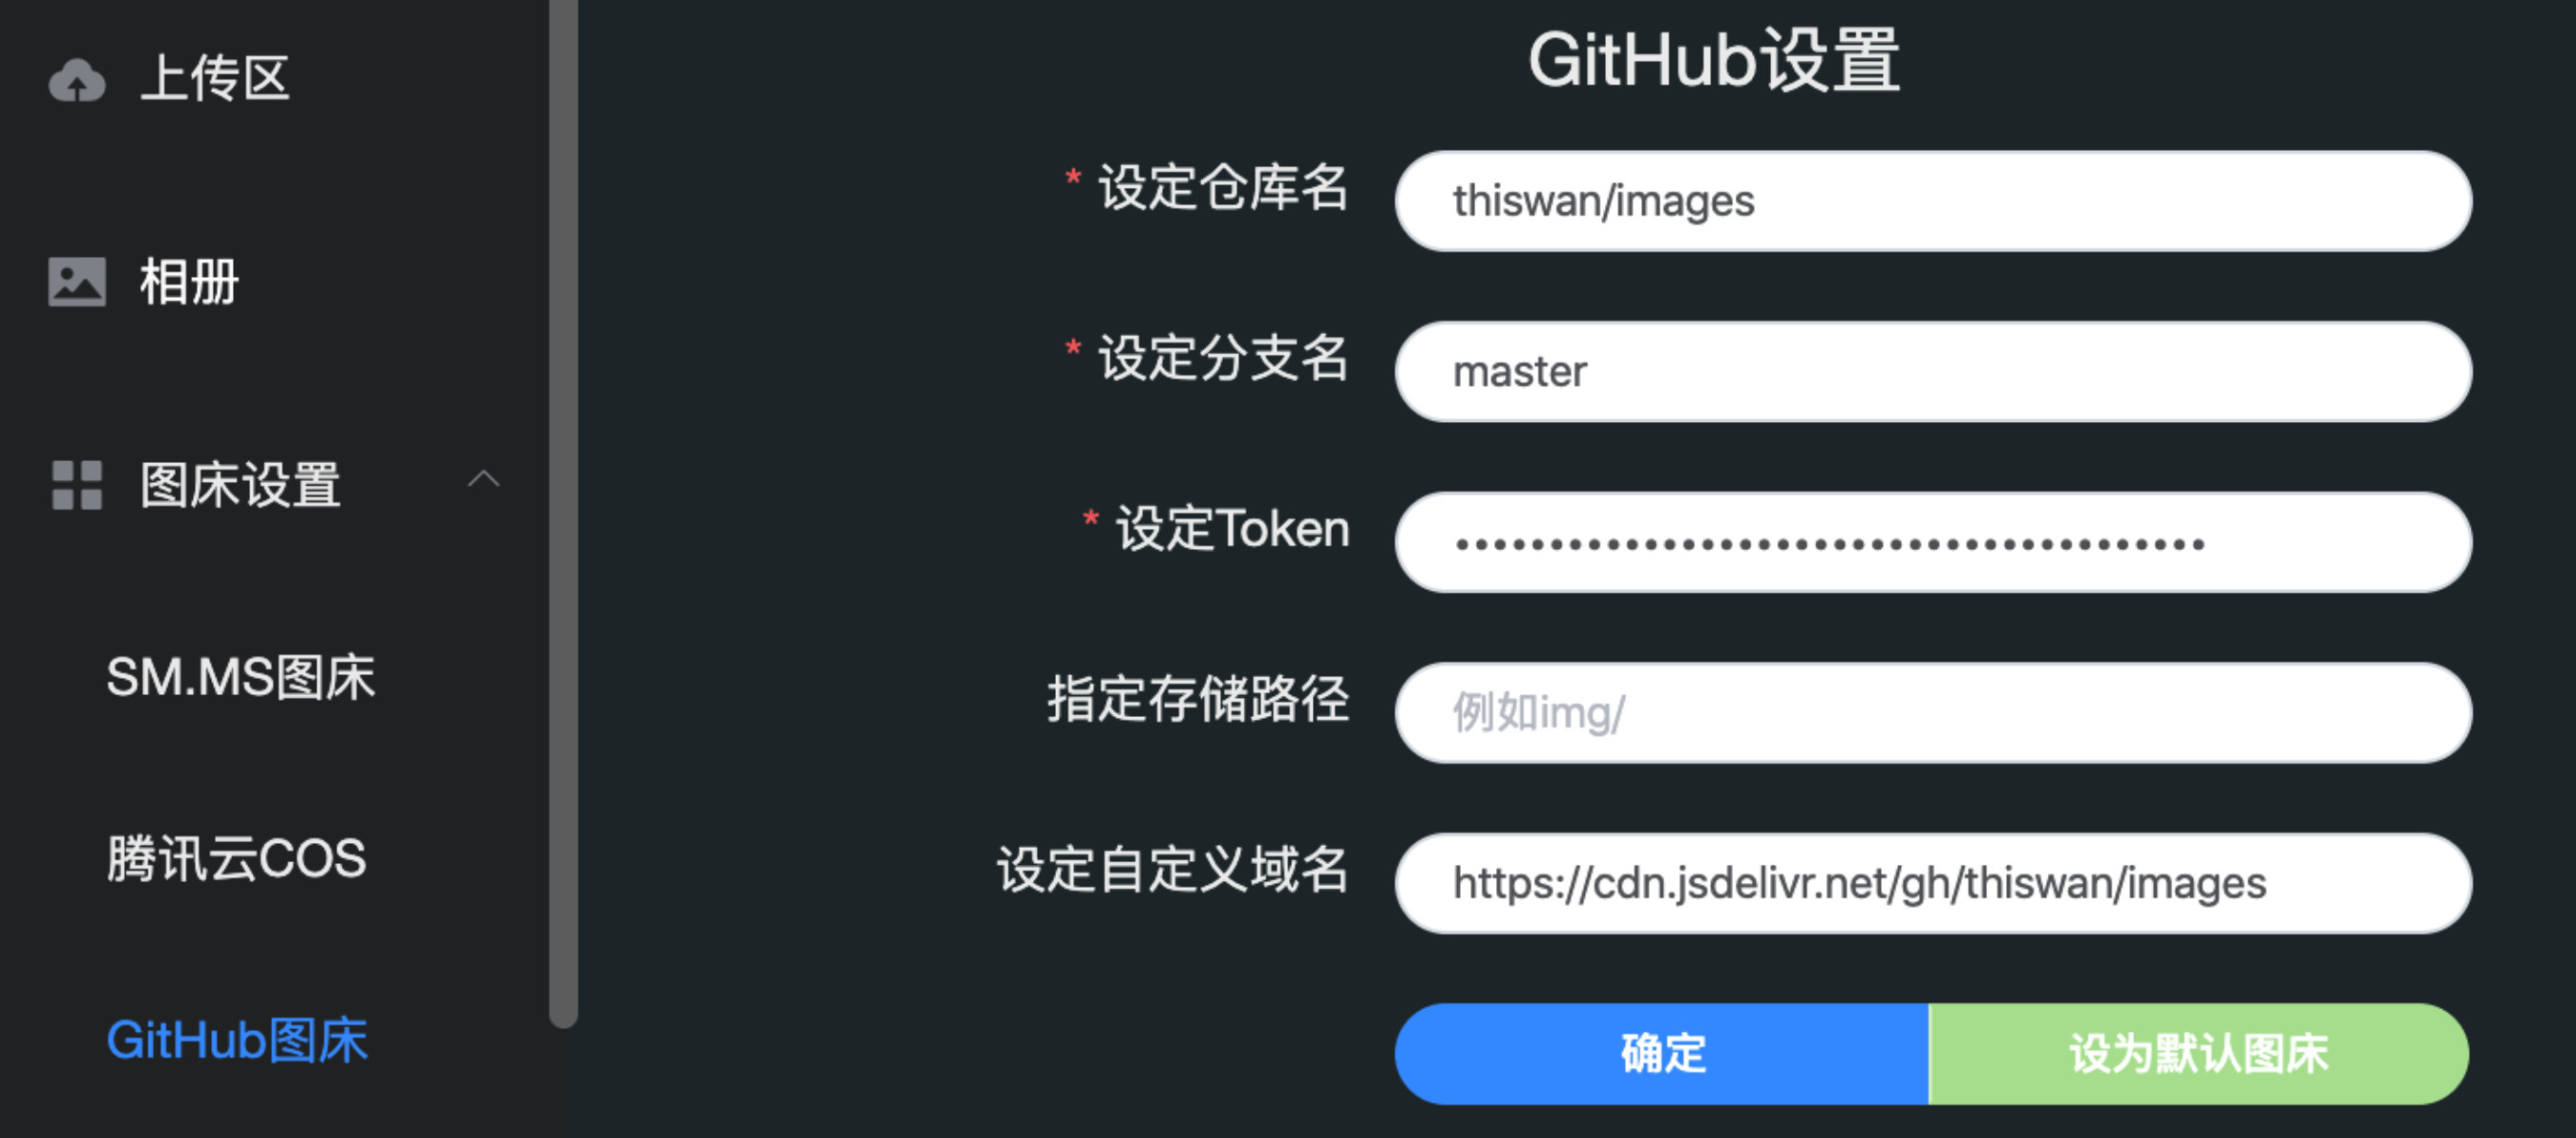 上传区
相册
图床设置
SM.MS图床
腾讯云COS
GitHub图床
GitHub设置
* 设定仓库名
thiswan/images
* 设定分支名
master
* 设定Token
••••••••••••••••••••••••••••••••••••••••
指定存储路径
例如img/
设定自定义域名
https://cdn.jsdelivr.net/gh/thiswan/images
确定
设为默认图床